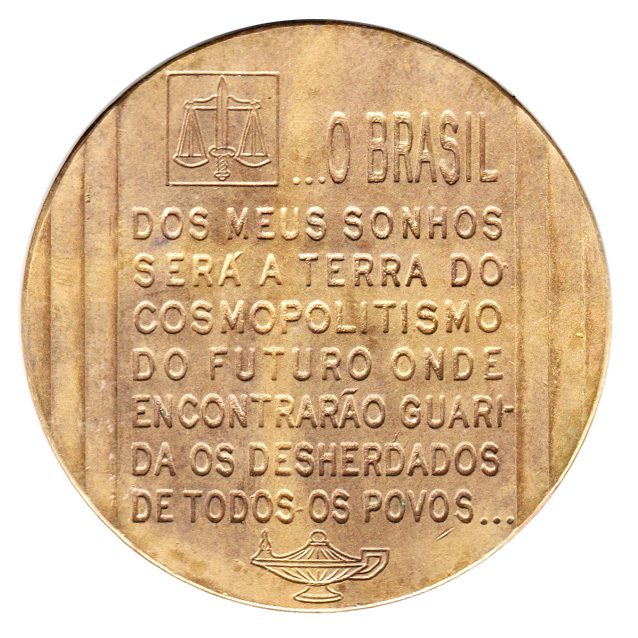 ...O BRASIL
DOS MEUS SONHOS
SERÁ A TERRA DO
COSMOPOLITISMO
DO FUTURO ONDE
ENCONTRARÃO GUARI-
DA OS DESHERDADOS
DE TODOS OS POVOS...